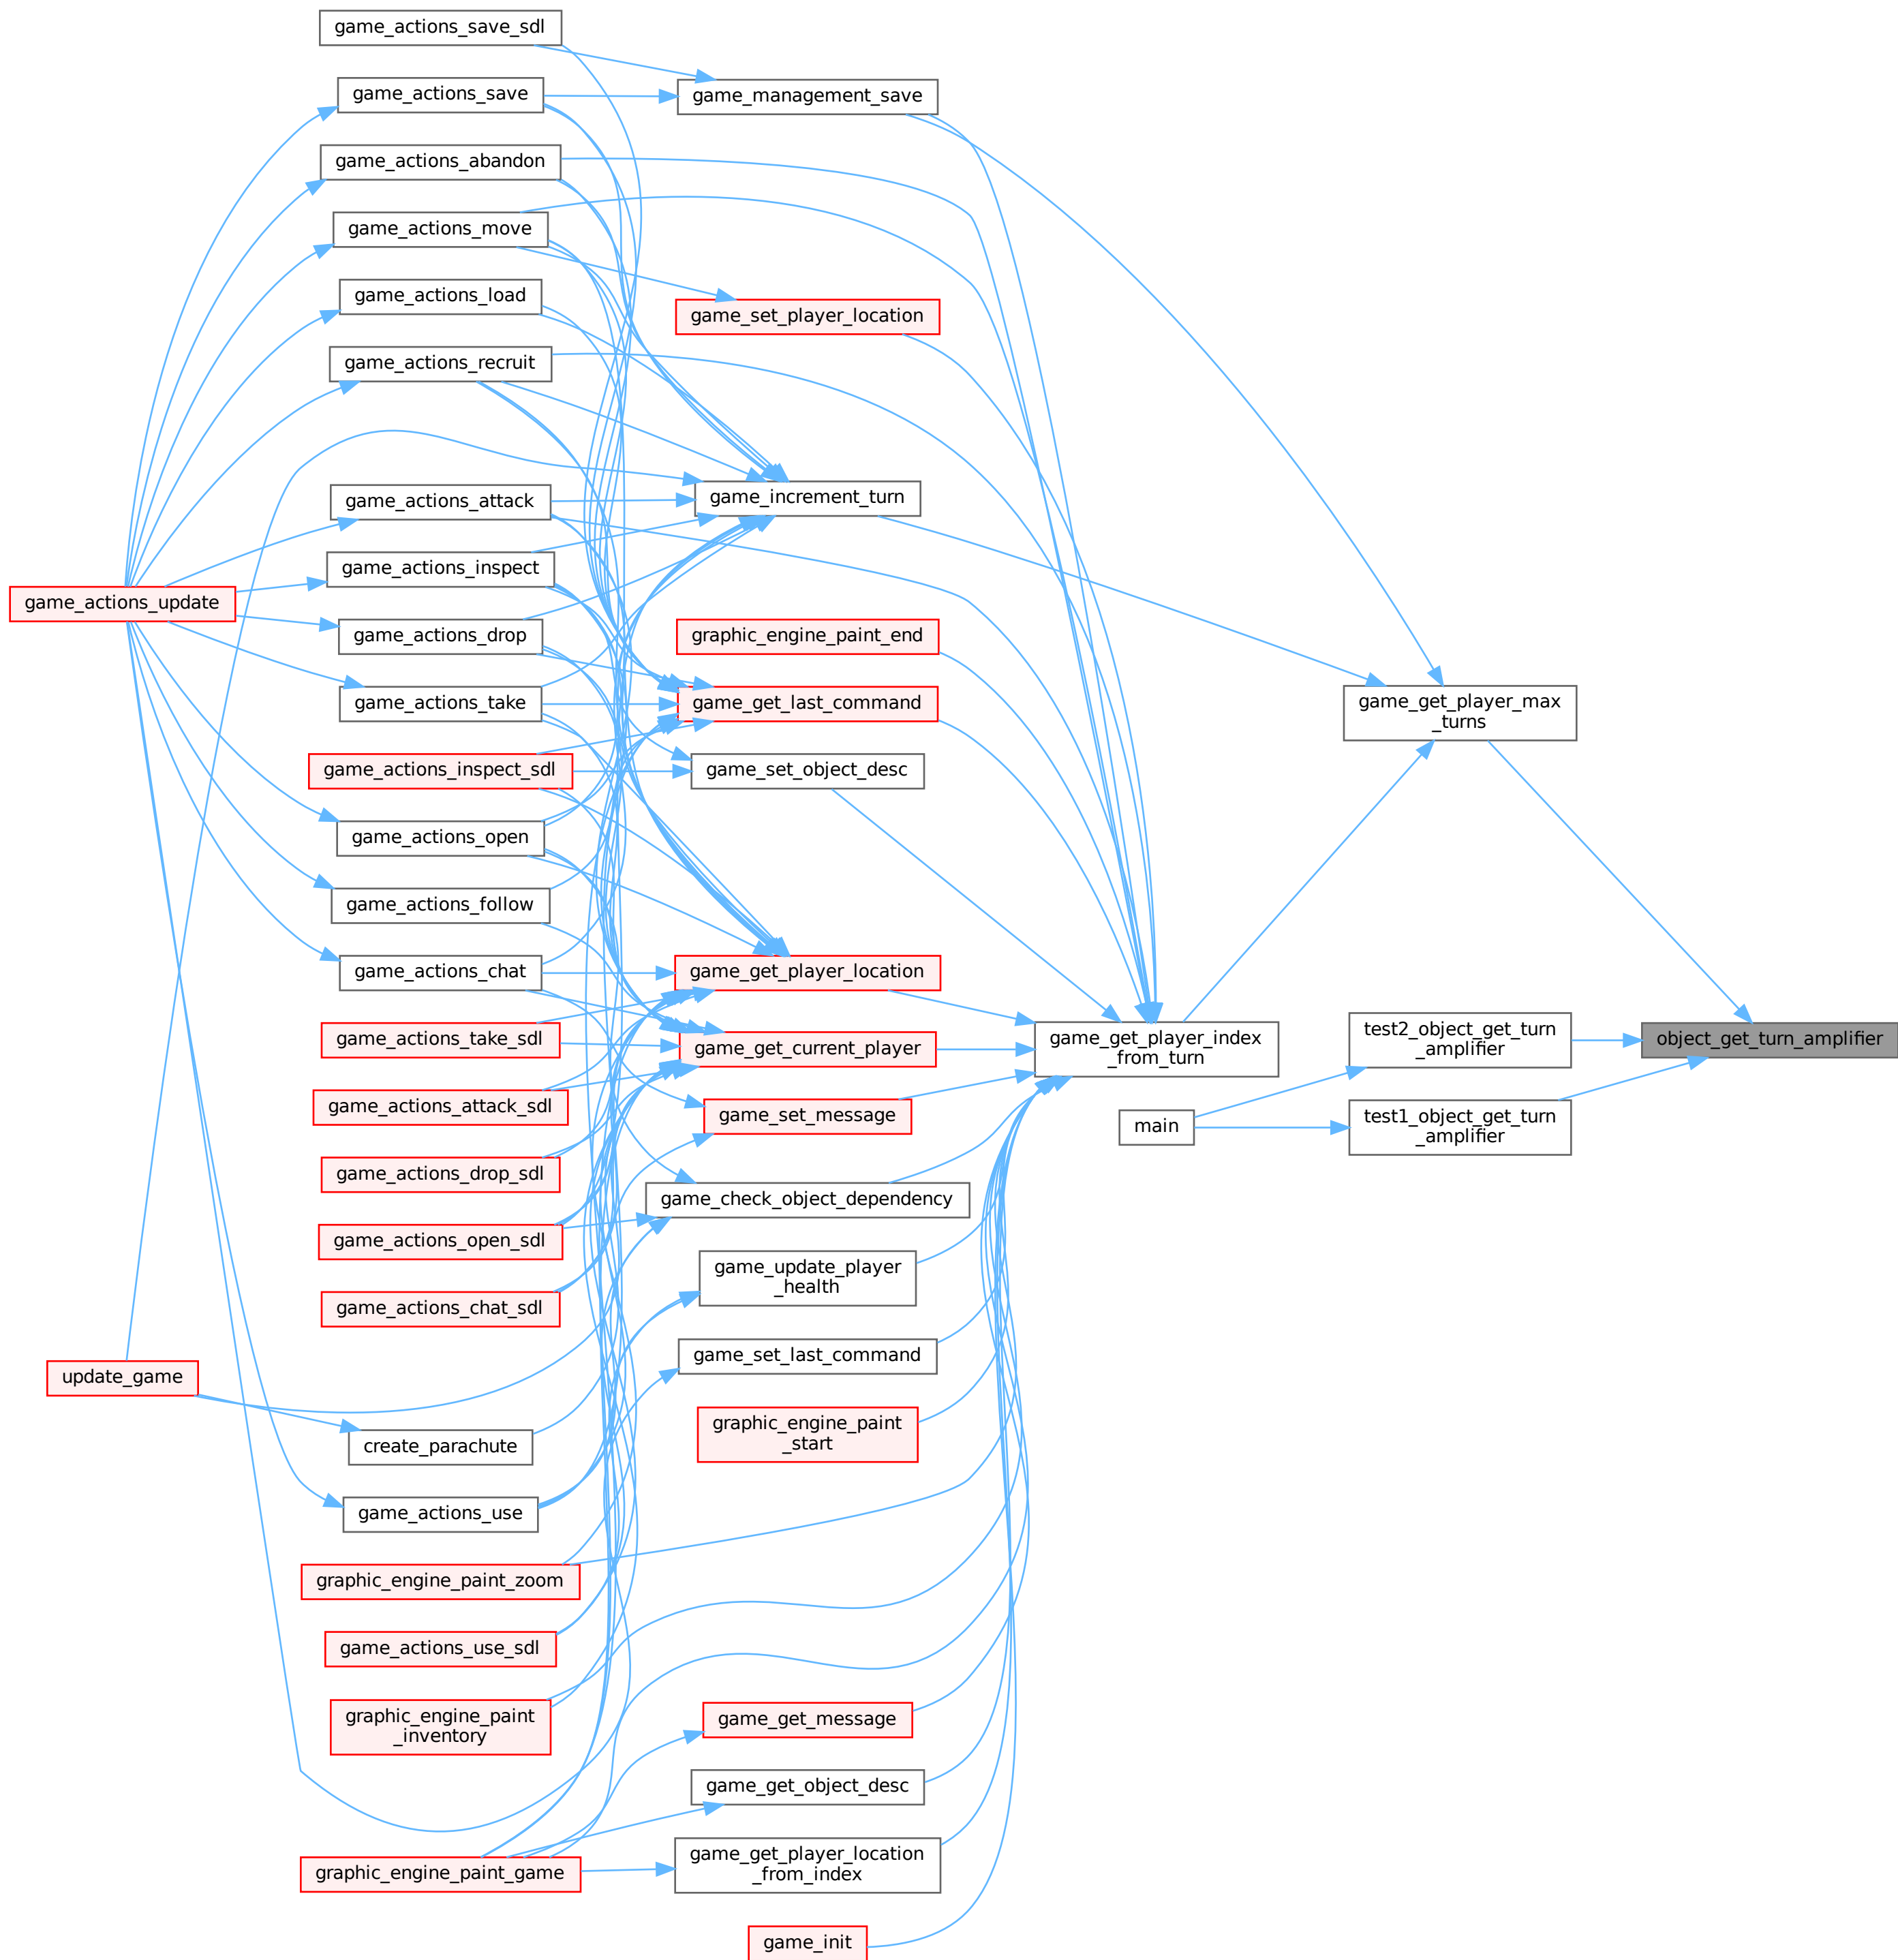 game_actions_save_sdl
game_actions_save
game_management_save
game_actions_abandon
game_actions_move
game_actions_load
game_set_player_location
game_actions_recruit
game_actions_attack
game_increment_turn
game_actions_inspect
game_actions_update
game_actions_drop
graphic_engine_paint_end
game_actions_take
game_get_last_command
game_get_player_max
_turns
game_actions_inspect_sdl
game_set_object_desc
game_actions_open
game_actions_follow
game_actions_chat
game_get_player_location
game_actions_take_sdl
game_get_current_player
game_get_player_index
_from_turn
test2_object_get_turn
_amplifier
object_get_turn_amplifier
game_actions_attack_sdl
game_set_message
main
test1_object_get_turn
_amplifier
game_actions_drop_sdl
game_check_object_dependency
game_actions_open_sdl
game_update_player
_health
game_actions_chat_sdl
game_set_last_command
update_game
graphic_engine_paint
_start
create_parachute
game_actions_use
graphic_engine_paint_zoom
game_actions_use_sdl
graphic_engine_paint
_inventory
game_get_message
game_get_object_desc
game_get_player_location
_from_index
graphic_engine_paint_game
game_init